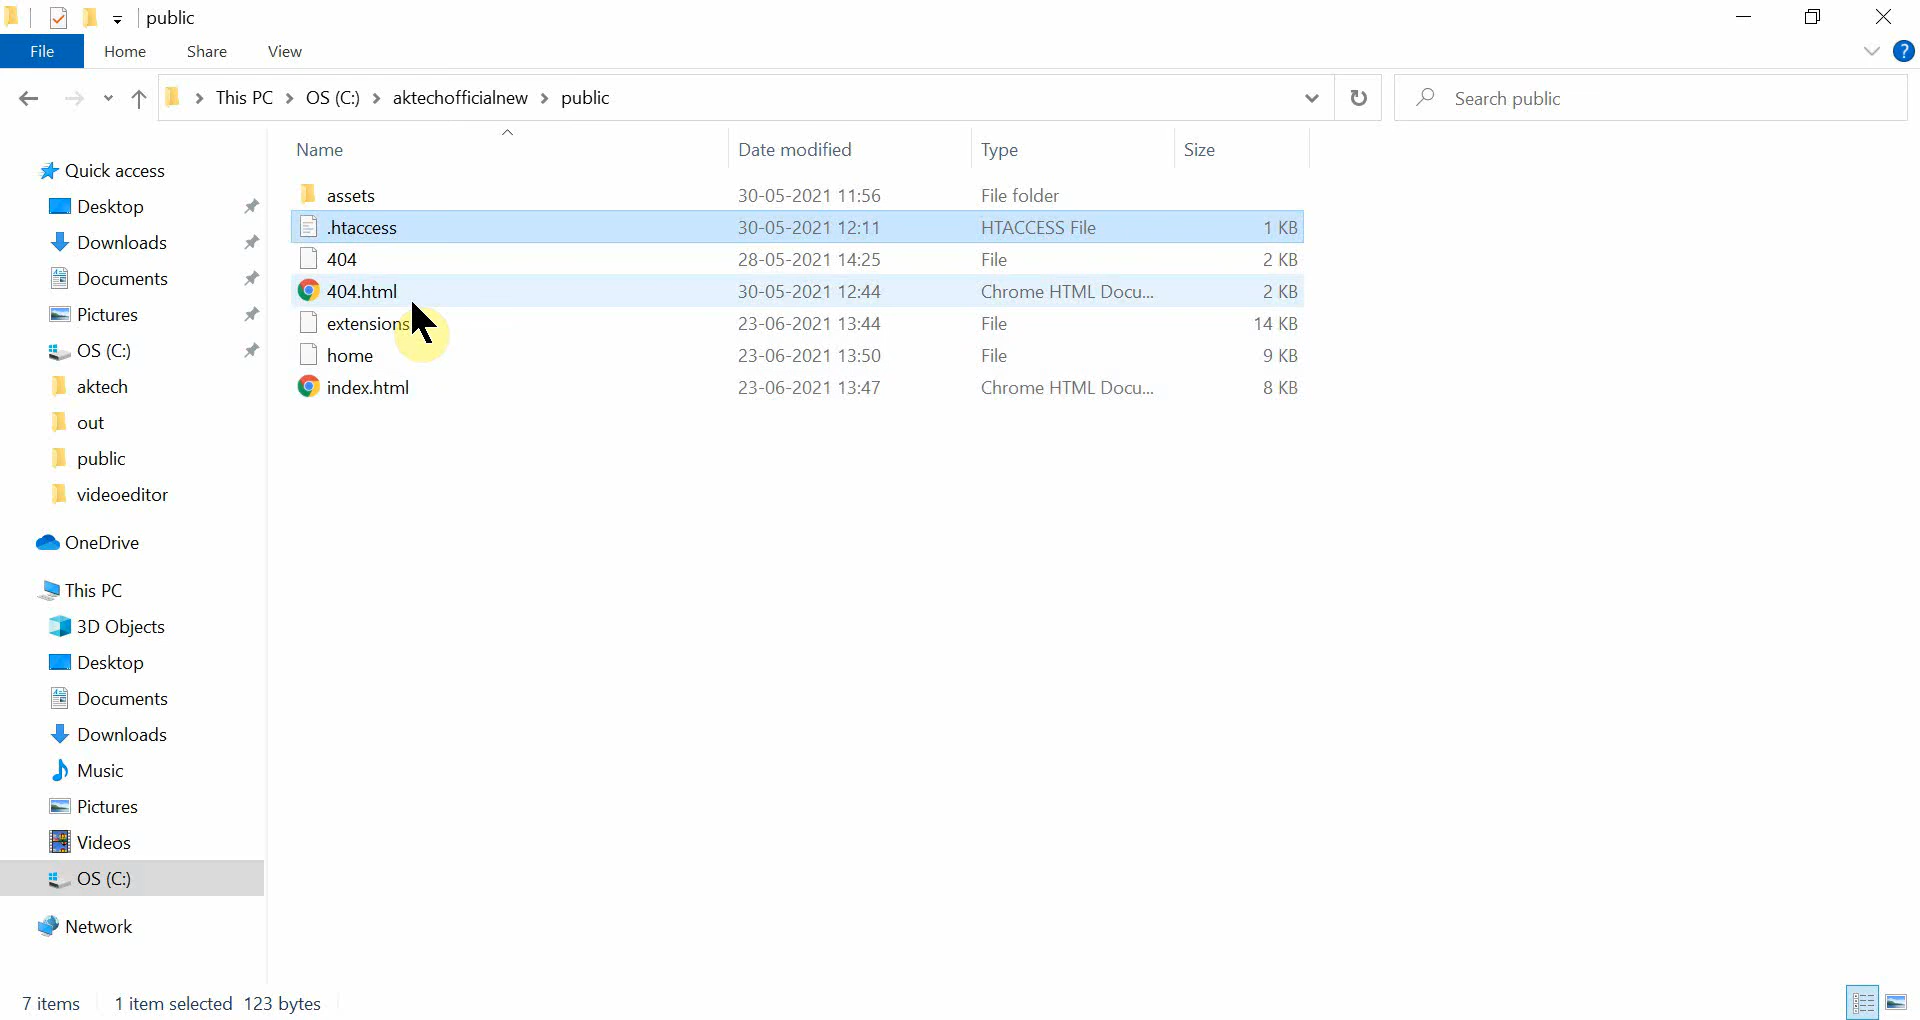 public
File Home Share View
This PC OS (C:) aktechofficialnew public Search public
Name Date modified Type Size
Quick access
Desktop
Downloads
Documents
Pictures
OS (C:)
aktech
out
public
videoeditor
OneDrive
This PC
3D Objects
Desktop
Documents
Downloads
Music
Pictures
Videos
OS (C:)
Network
assets 30-05-2021 11:56 File folder
.htaccess 30-05-2021 12:11 HTACCESS File 1 KB
404 28-05-2021 14:25 File 2 KB
404.html 30-05-2021 12:44 Chrome HTML Docu... 2 KB
extensions 23-06-2021 13:44 File 14 KB
home 23-06-2021 13:50 File 9 KB
index.html 23-06-2021 13:47 Chrome HTML Docu... 8 KB
7 items 1 item selected 123 bytes